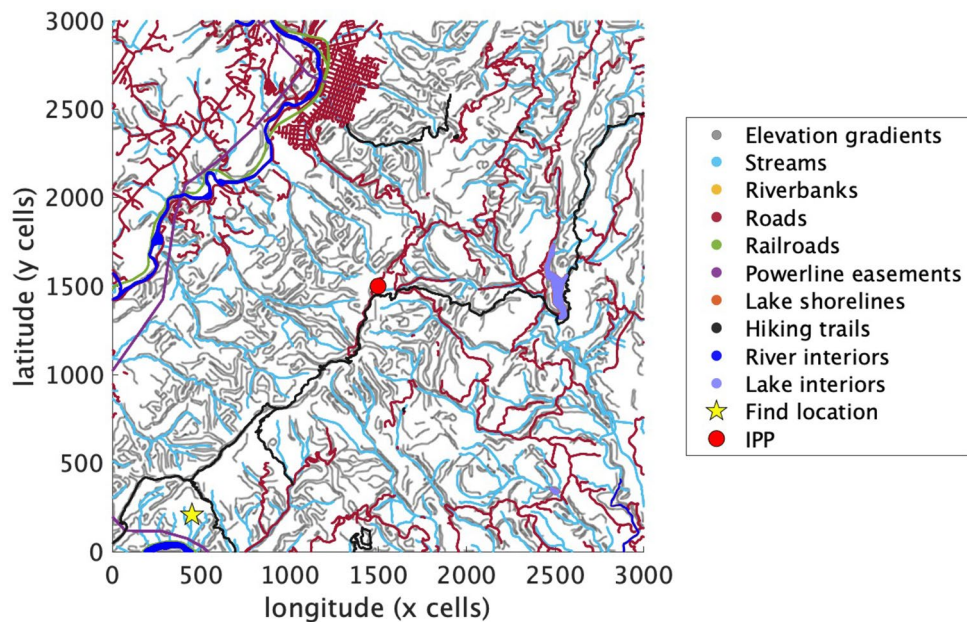 3000
2500
2000
1500
1000
500
0
latitude (y cells)
0 500 1000 1500 2000 2500 3000
longitude (x cells)
Elevation gradients
Streams
Riverbanks
Roads
Railroads
Powerline easements
Lake shorelines
Hiking trails
River interiors
Lake interiors
Find location
IPP